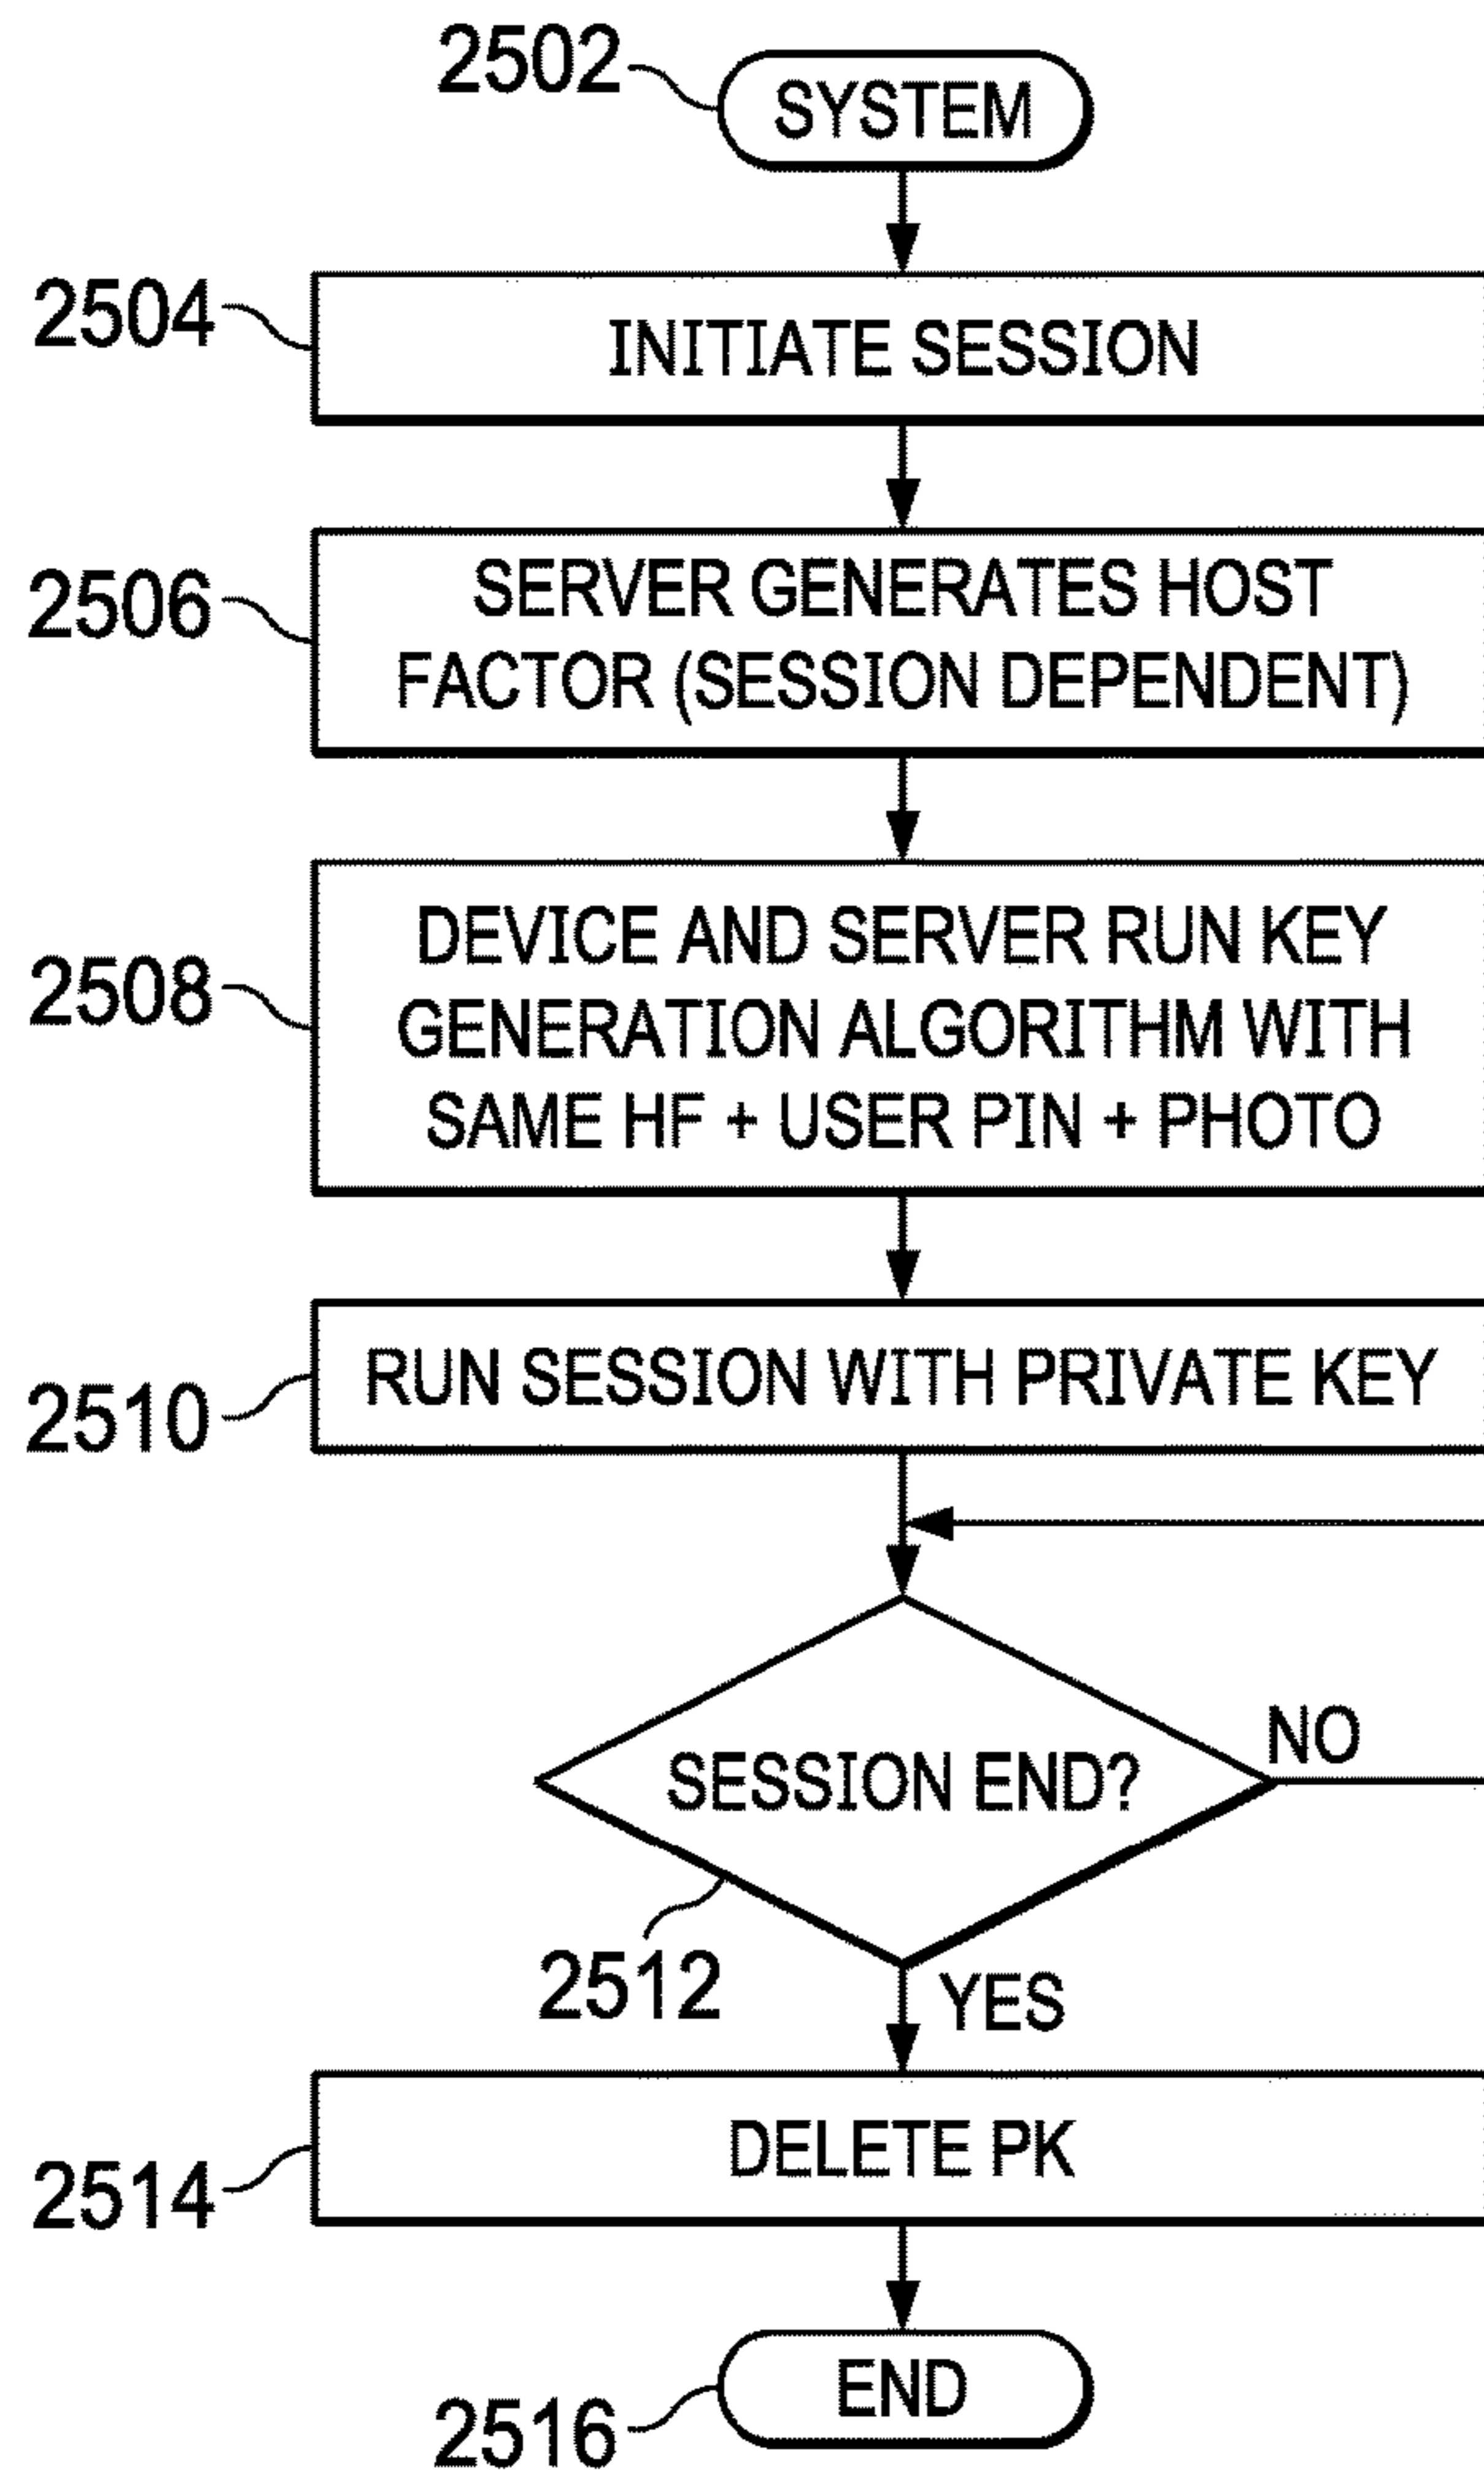 2502
SYSTEM
2504
INITIATE SESSION
2506
SERVER GENERATES HOST
FACTOR (SESSION DEPENDENT)
2508
DEVICE AND SERVER RUN KEY
GENERATION ALGORITHM WITH
SAME HF + USER PIN + PHOTO
2510
RUN SESSION WITH PRIVATE KEY
SESSION END?
NO
2512
YES
2514
DELETE PK
2516
END